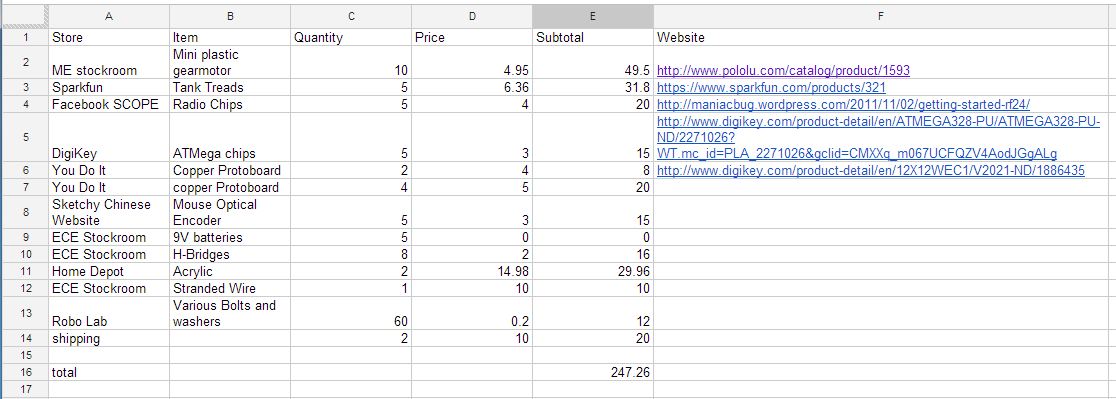 A B C D E F
1 Store Item Quantity Price Subtotal Website
Mini plastic
2 ME stockroom gearmotor 10 4.95 49.5 http://www.pololu.com/catalog/product/1593
3 Sparkfun Tank Treads 5 6.36 31.8 https://www.sparkfun.com/products/321
4 Facebook SCOPE Radio Chips 5 4 20 http://maniacbug.wordpress.com/2011/11/02/getting-started-rf24/
http://www.digikey.com/product-detail/en/ATMEGA328-PU/ATMEGA328-PU-
ND/2271026?
5 DigiKey ATMega chips 5 3 15 WT.mc_id=PLA_2271026&gclid=CMXXq_m067UCFQZV4AodJGgALg
6 You Do It Copper Protoboard 2 4 8 http://www.digikey.com/product-detail/en/12X12WEC1/V2021-ND/1886435
7 You Do It copper Protoboard 4 5 20
Sketchy Chinese Mouse Optical
8 Website Encoder 5 3 15
9 ECE Stockroom 9V batteries 5 0 0
10 ECE Stockroom H-Bridges 8 2 16
11 Home Depot Acrylic 2 14.98 29.96
12 ECE Stockroom Stranded Wire 1 10 10
Various Bolts and
13 Robo Lab washers 60 0.2 12
14 shipping 2 10 20
15
16 total 247.26
17